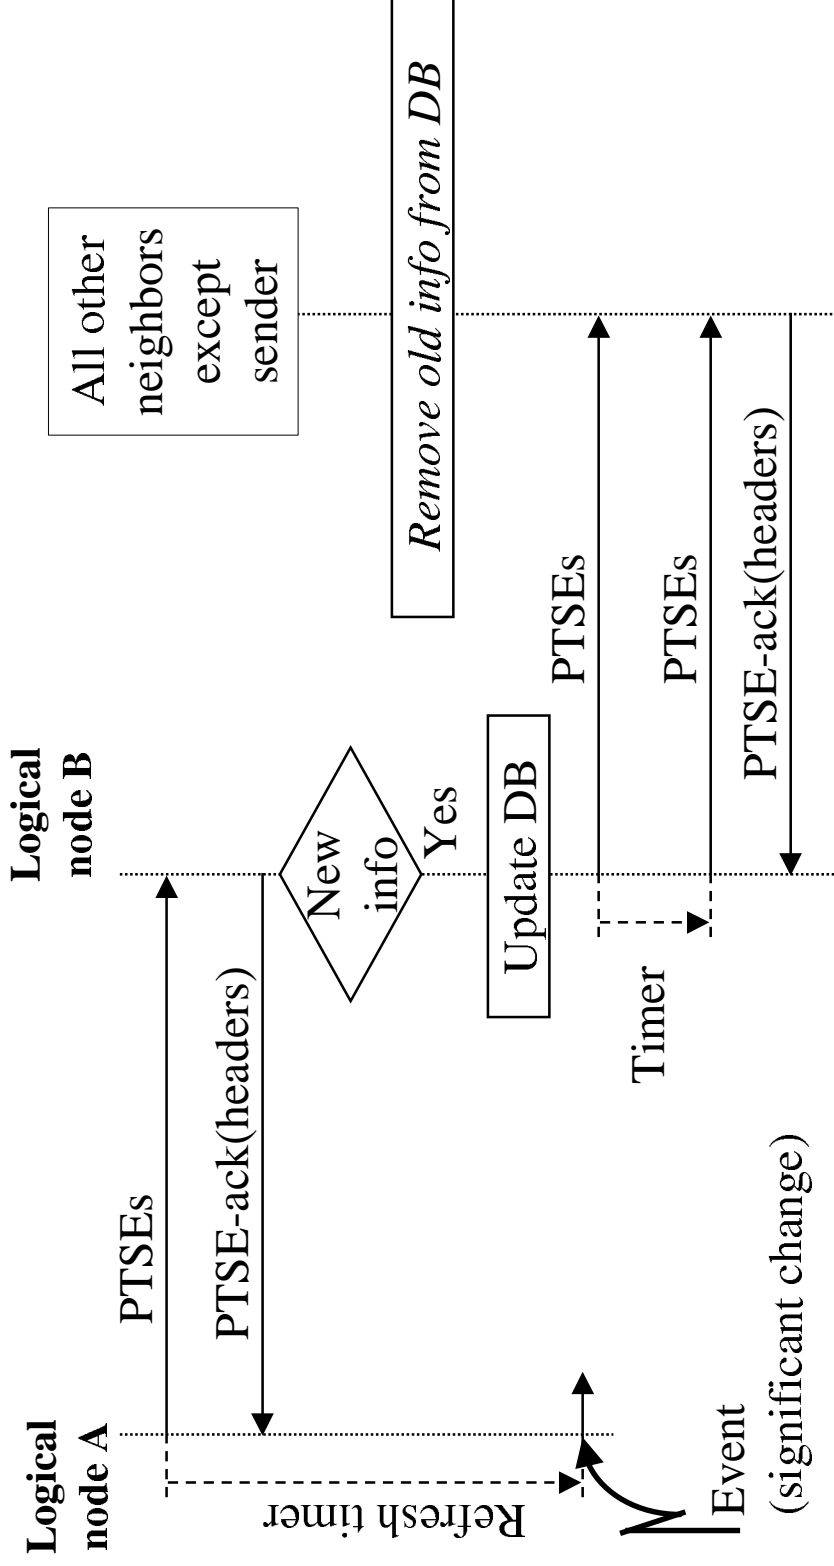 Logical
node A
Logical
node B
All other
neighbors
except
sender
PTSEs
PTSE-ack(headers)
New
info
Yes
Remove old info from DB
Update DB
Refresh timer
PTSEs
Timer
PTSEs
PTSE-ack(headers)
Event
(significant change)